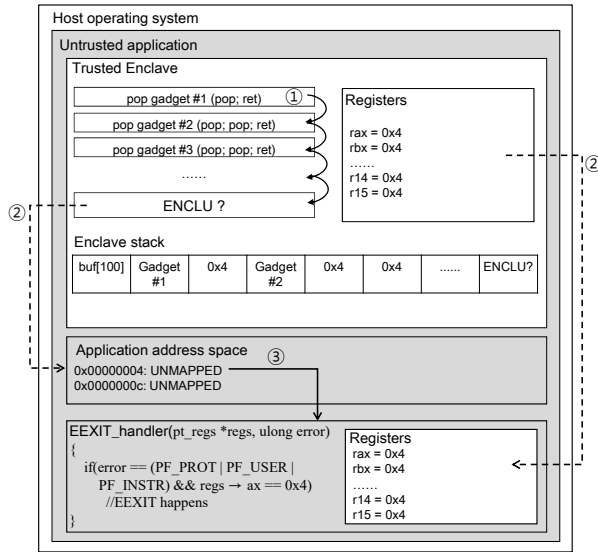 Host operating system
Untrusted application
Trusted Enclave
pop gadget #1 (pop; ret)
①
pop gadget #2 (pop; pop; ret)
pop gadget #3 (pop; pop; ret)
……
ENCLU ?
Registers
rax = 0x4
rbx = 0x4
……
r14 = 0x4
r15 = 0x4
②
②
Enclave stack
buf[100] Gadget #1 0x4 Gadget #2 0x4 0x4 …… ENCLU?
Application address space
③
0x00000004: UNMAPPED
0x0000000c: UNMAPPED
EEXIT_handler(pt_regs *regs, ulong error)
{
if(error == (PF_PROT | PF_USER |
PF_INSTR) && regs → ax == 0x4)
//EEXIT happens
}
Registers
rax = 0x4
rbx = 0x4
……
r14 = 0x4
r15 = 0x4